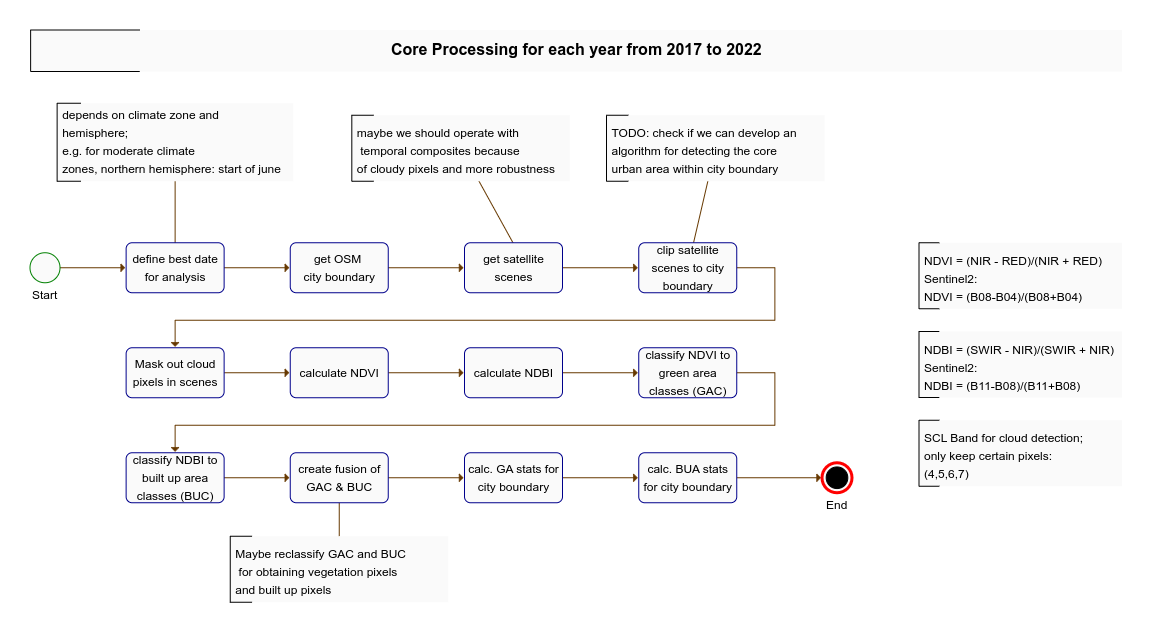 Core Processing for each year from 2017 to 2022
depends on climate zone and
hemisphere;
e.g. for moderate climate
zones, northern hemisphere: start of june
maybe we should operate with
temporal composites because
of cloudy pixels and more robustness
TODO: check if we can develop an
algorithm for detecting the core
urban area within city boundary
Start
define best date
for analysis
get OSM
city boundary
get satellite
scenes
clip satellite
scenes to city
boundary
NDVI = (NIR - RED)/(NIR + RED)
Sentinel2:
NDVI = (B08-B04)/(B08+B04)
Mask out cloud
pixels in scenes
calculate NDVI
calculate NDBI
classify NDVI to
green area
classes (GAC)
NDBI = (SWIR - NIR)/(SWIR + NIR)
Sentinel2:
NDBI = (B11-B08)/(B11+B08)
classify NDBI to
built up area
classes (BUC)
create fusion of
GAC & BUC
calc. GA stats for
city boundary
calc. BUA stats
for city boundary
End
SCL Band for cloud detection;
only keep certain pixels:
(4,5,6,7)
Maybe reclassify GAC and BUC
for obtaining vegetation pixels
and built up pixels